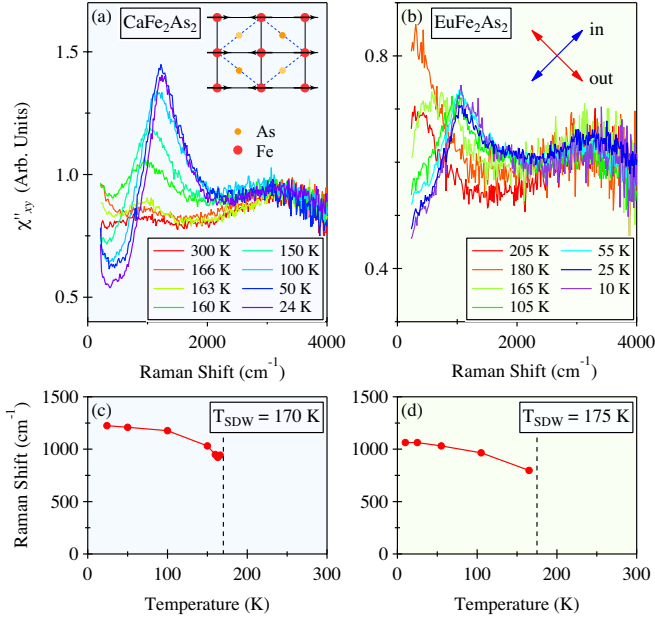 (a)
CaFe₂As₂
As
Fe
1.5
1.0
0.5
χ''xy (Arb. Units)
300 K
166 K
163 K
160 K
150 K
100 K
50 K
24 K
0
2000
4000
Raman Shift (cm⁻¹)
(b)
EuFe₂As₂
in
out
0.8
0.4
205 K
180 K
165 K
105 K
55 K
25 K
10 K
0
2000
4000
Raman Shift (cm⁻¹)
(c)
T_SDW = 170 K
1500
1000
500
0
Raman Shift (cm⁻¹)
0
100
200
300
Temperature (K)
(d)
T_SDW = 175 K
1500
1000
500
0
0
100
200
300
Temperature (K)